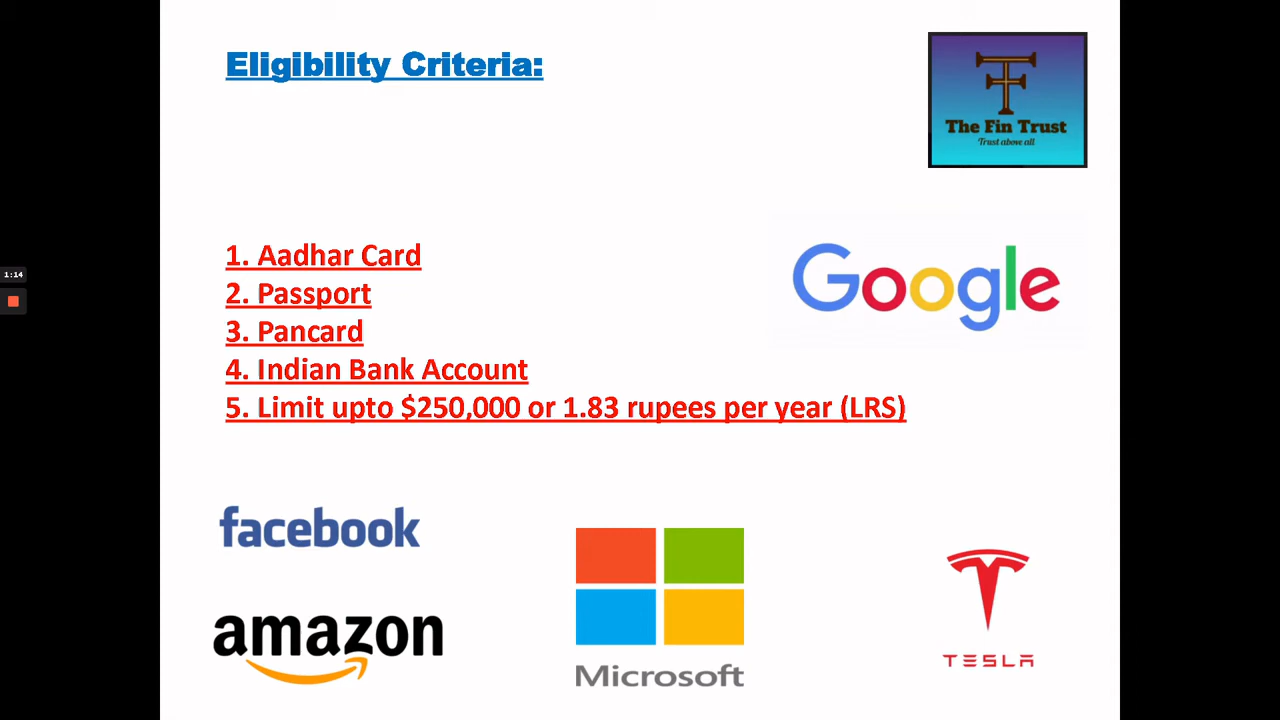 Eligibility Criteria:
The Fin Trust
Trust above all
1. Aadhar Card
2. Passport
3. Pancard
4. Indian Bank Account
5. Limit upto $250,000 or 1.83 rupees per year (LRS)
Google
1:14
facebook
amazon
Microsoft
TESLA